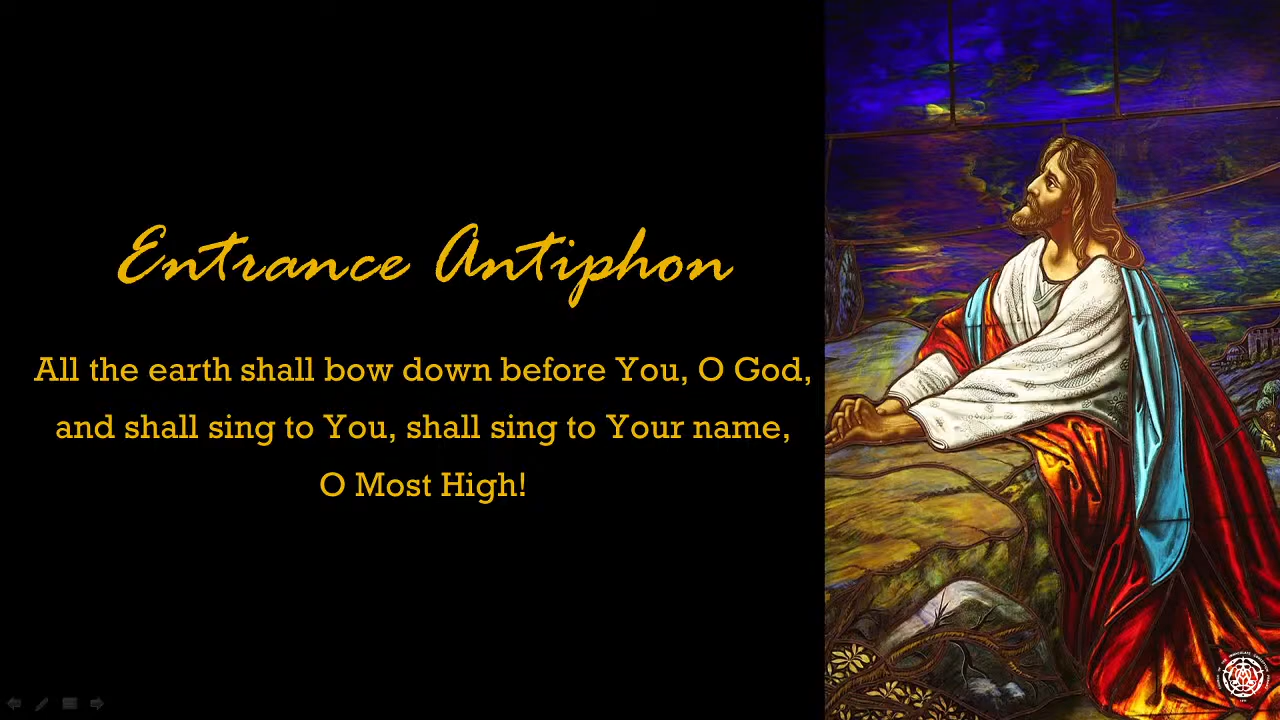 Entrance Antiphon
All the earth shall bow down before You, O God,
and shall sing to You, shall sing to Your name,
O Most High!